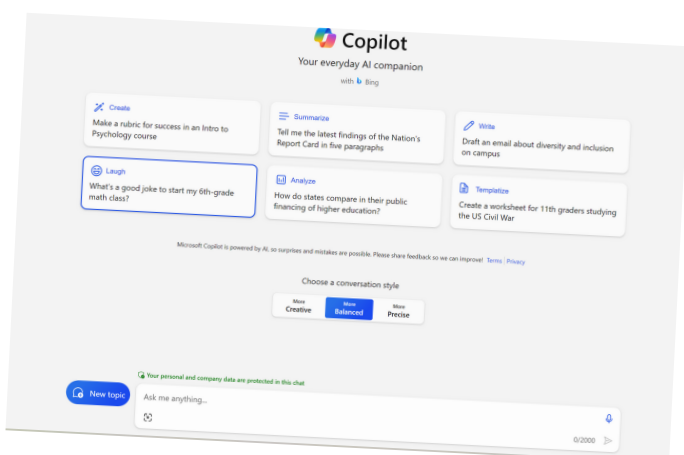 Copilot
Your everyday AI companion
with Bing
Create
Make a rubric for success in an Intro to
Psychology course
Summarize
Tell me the latest findings of the Nation's
Report Card in five paragraphs
Write
Draft an email about diversity and inclusion
on campus
Laugh
What's a good joke to start my 6th-grade
math class?
Analyze
How do states compare in their public
financing of higher education?
Templatize
Create a worksheet for 11th graders studying
the US Civil War
Microsoft Copilot is powered by AI, so surprises and mistakes are possible. Please share feedback so we can improve! Terms Privacy
Choose a conversation style
More
Creative
More
Balanced
More
Precise
Your personal and company data are protected in this chat
New topic
Ask me anything...
0/2000